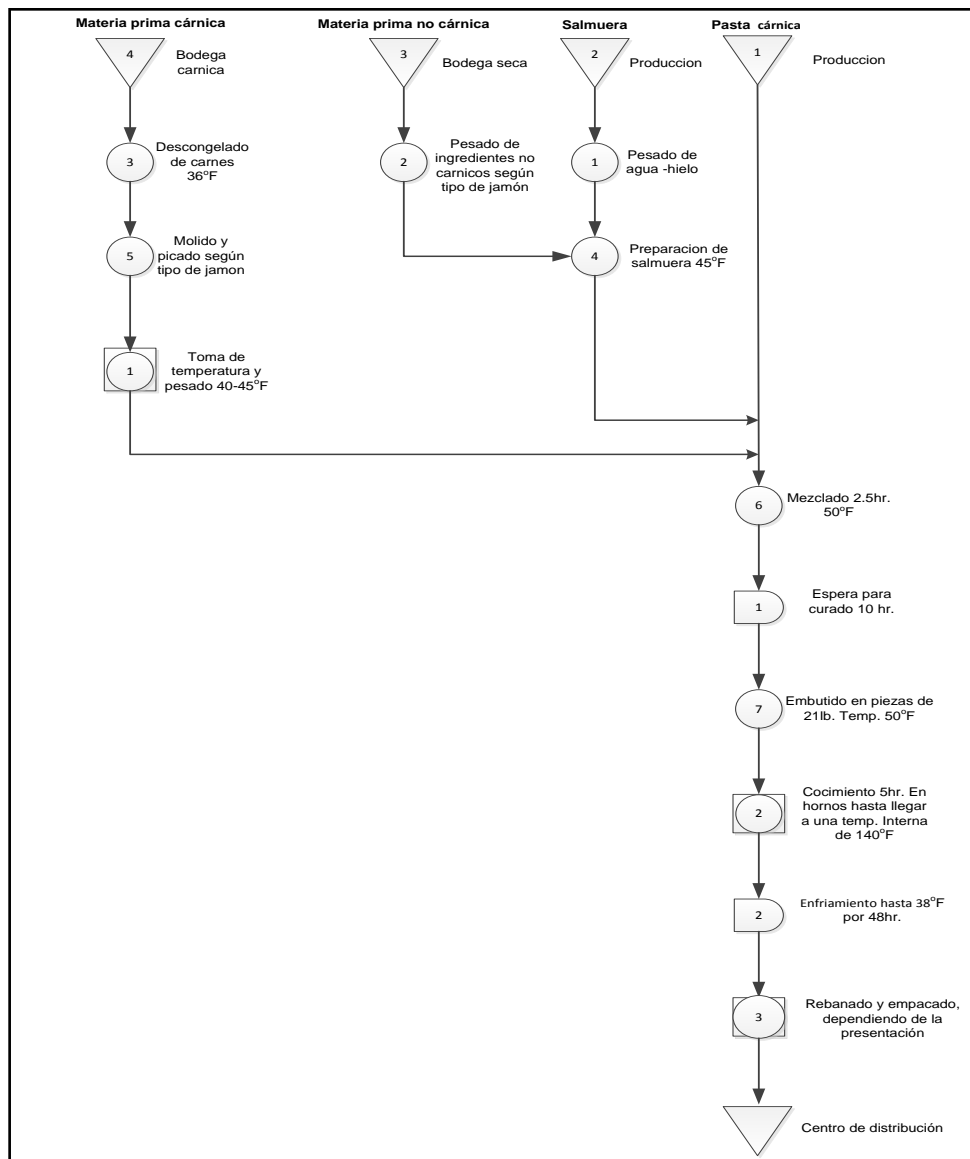 Materia prima cárnica
Materia prima no cárnica
Salmuera
Pasta cárnica
4
Bodega
carnica
3
Bodega seca
2
Produccion
1
Produccion
3
Descongelado
de carnes
36°F
2
Pesado de
ingredientes no
carnicos según
tipo de jamón
1
Pesado de
agua -hielo
5
Molido y
picado según
tipo de jamon
4
Preparacion de
salmuera 45°F
1
Toma de
temperatura y
pesado 40-45°F
6
Mezclado 2.5hr.
50°F
1
Espera para
curado 10 hr.
7
Embutido en piezas de
21lb. Temp. 50°F
2
Cocimiento 5hr. En
hornos hasta llegar
a una temp. Interna
de 140°F
2
Enfriamiento hasta 38°F
por 48hr.
3
Rebanado y empacado,
dependiendo de la
presentación
Centro de distribución